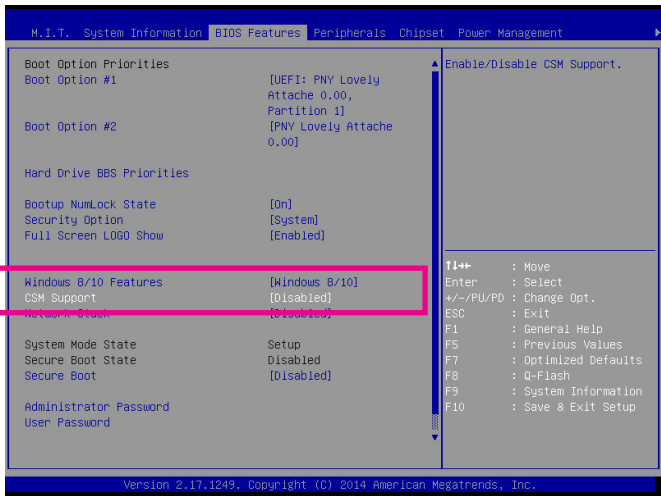 M.I.T. System Information BIOS Features Peripherals Chipset Power Management
Boot Option Priorities
Boot Option #1 [UEFI: PNY Lovely
Attache 0.00,
Partition 1]
Boot Option #2 [PNY Lovely Attache
0.00]
Hard Drive BBS Priorities
Bootup NumLock State [On]
Security Option [System]
Full Screen LOGO Show [Enabled]
Windows 8/10 Features [Windows 8/10]
CSM Support [Disabled]
Network Stack [Disabled]
System Mode State Setup
Secure Boot State Disabled
Secure Boot [Disabled]
Administrator Password
User Password
Enable/Disable CSM Support.
↑↓→← : Move
Enter : Select
+/-/PU/PD : Change Opt.
ESC : Exit
F1 : General Help
F5 : Previous Values
F7 : Optimized Defaults
F8 : Q-Flash
F9 : System Information
F10 : Save & Exit Setup
Version 2.17.1249. Copyright (C) 2014 American Megatrends, Inc.